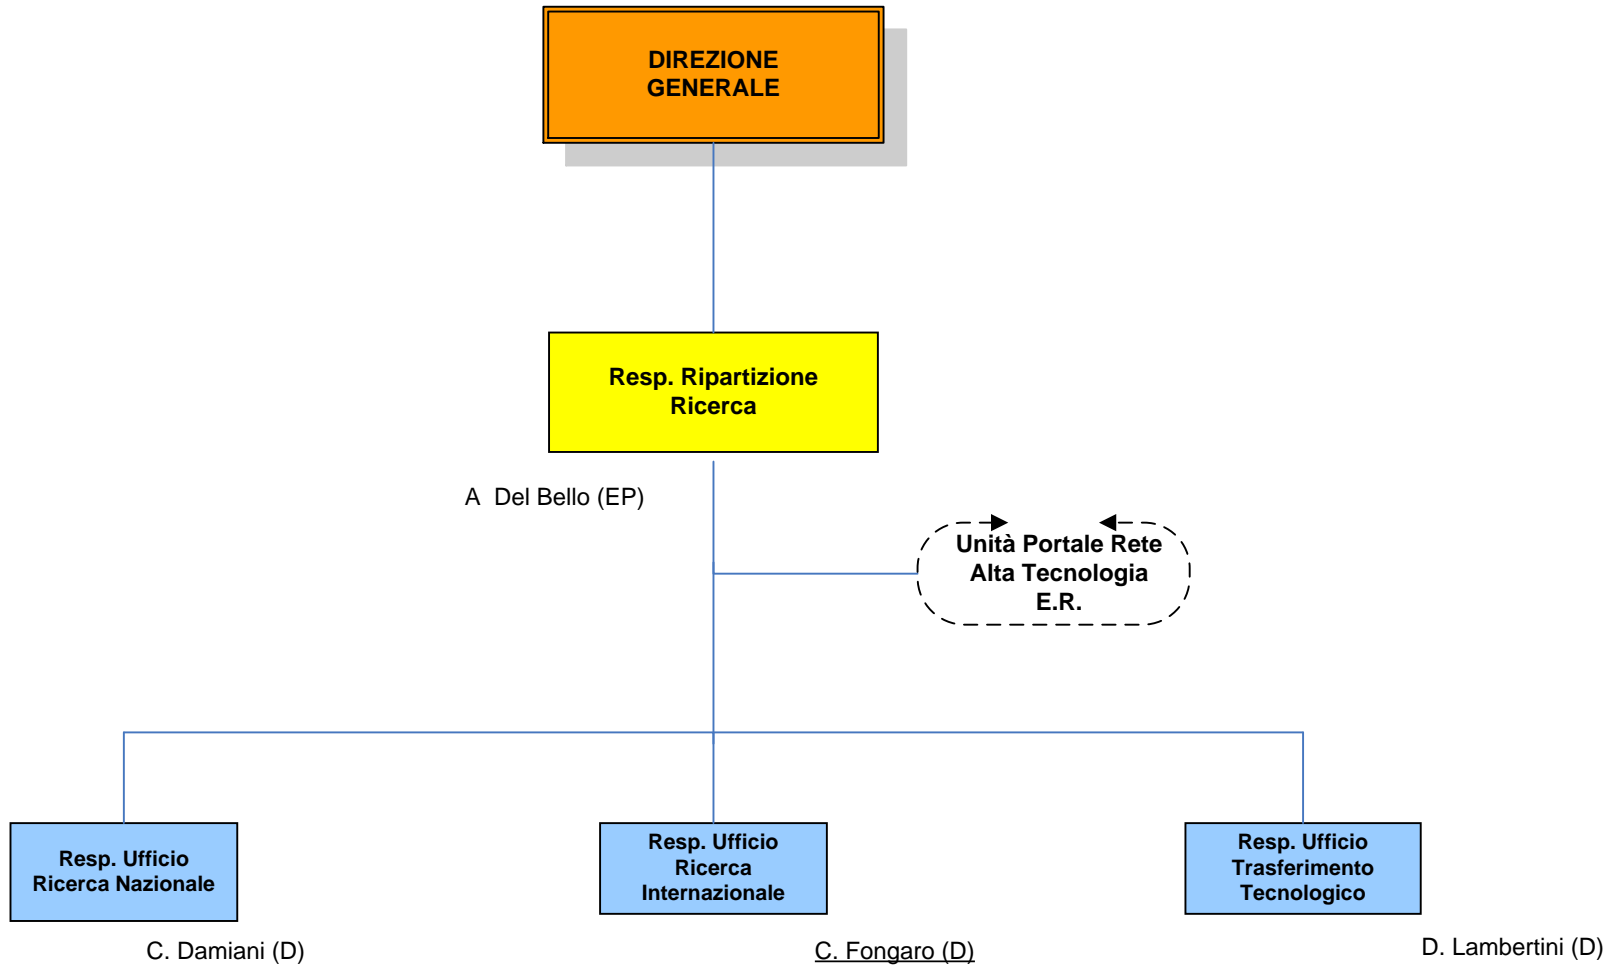 DIREZIONE
GENERALE
Resp. Ripartizione
Ricerca
A  Del Bello (EP)
Unità Portale Rete
Alta Tecnologia
E.R.
Resp. Ufficio
Ricerca Nazionale
C. Damiani (D)
Resp. Ufficio
Ricerca
Internazionale
C. Fongaro (D)
Resp. Ufficio
Trasferimento
Tecnologico
D. Lambertini (D)